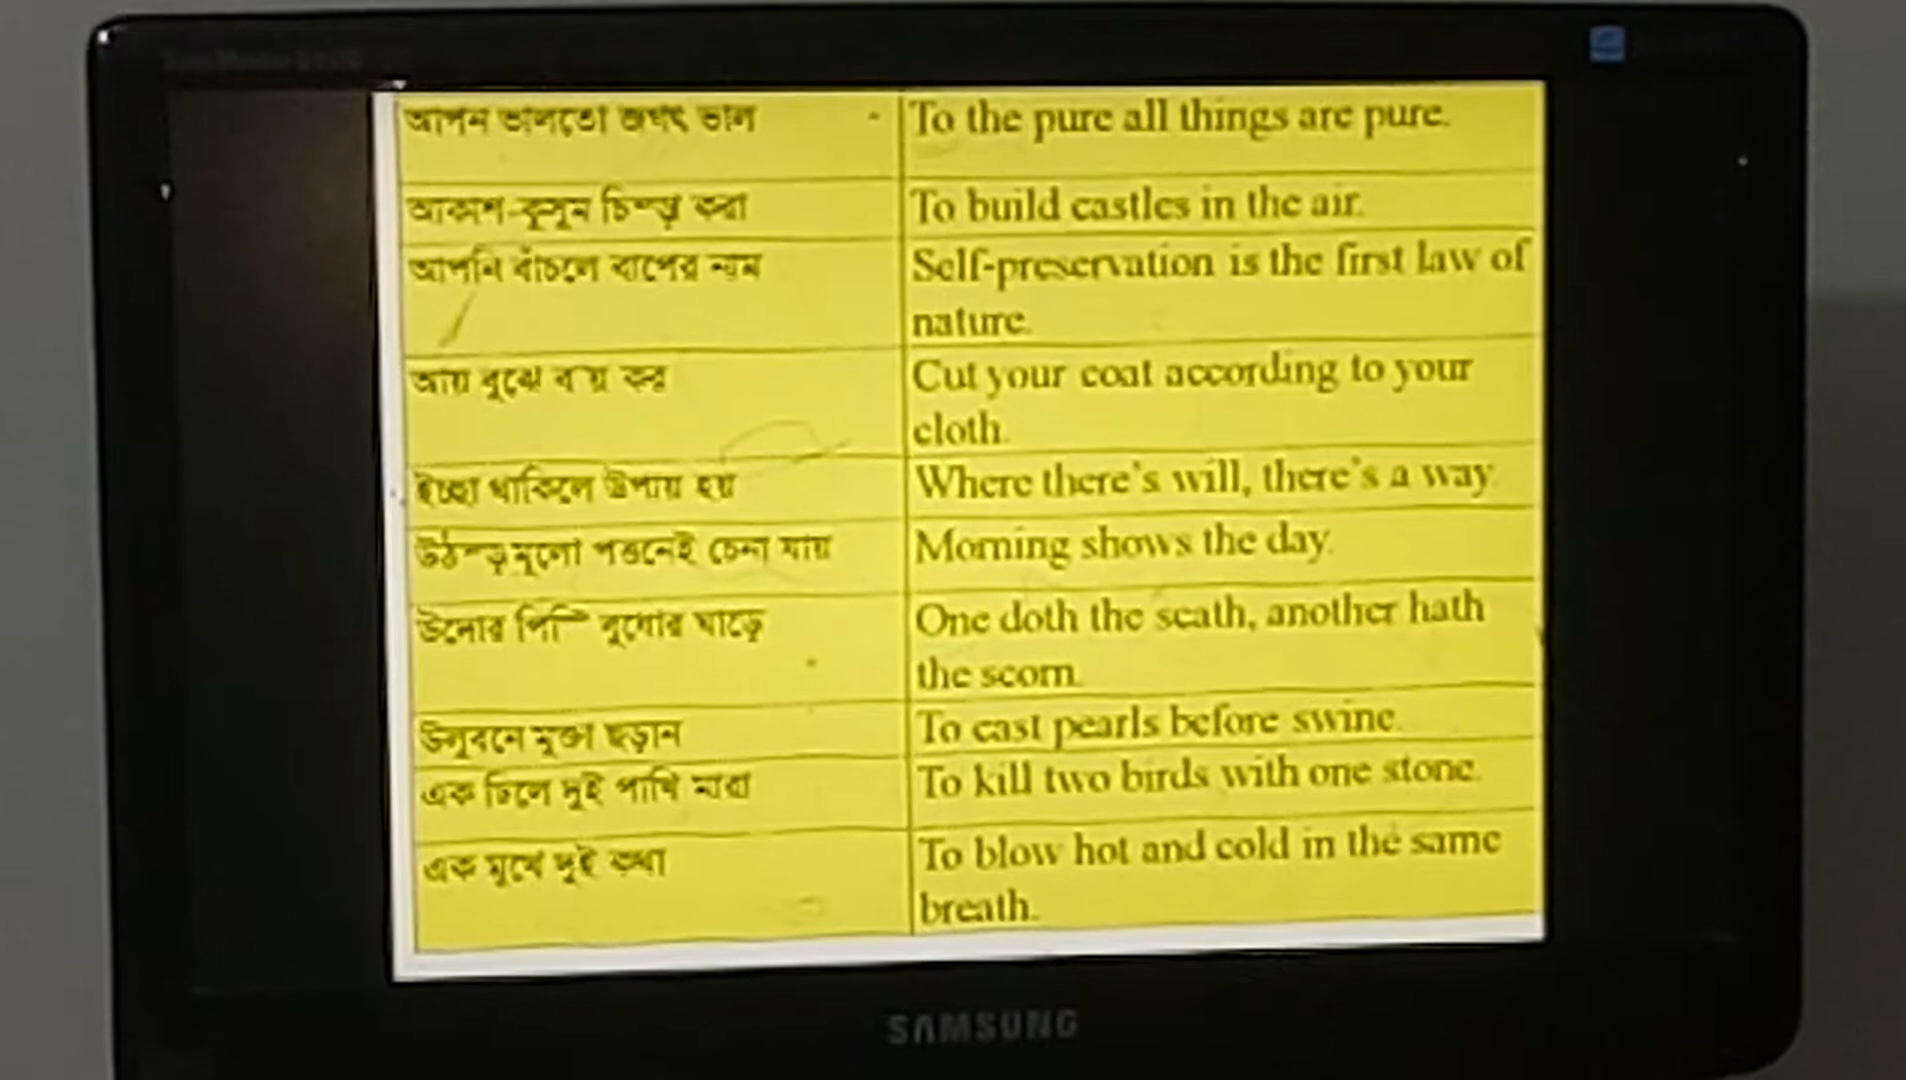 আপন ভালতো জগৎ ভাল To the pure all things are pure.
আকাশ-কুসুম চিন্তা করা To build castles in the air.
আপনি বাঁচলে বাপের নাম Self-preservation is the first law of
nature.
আয় বুঝে ব্যয় কর Cut your coat according to your
cloth.
ইচ্ছা থাকিলে উপায় হয় Where there's will, there's a way.
মুলো পত্তনেই চেনা যায় Morning shows the day.
উদোর বুধোর ঘাড়ে One doth the scath, another hath
the scorn.
উলুবনে মুক্তা ছড়ান To cast pearls before swine.
এক ঢিলে দুই পাখি মারা To kill two birds with one stone.
এক মুখে দুই কথা To blow hot and cold in the same
breath.
SAMSUNG